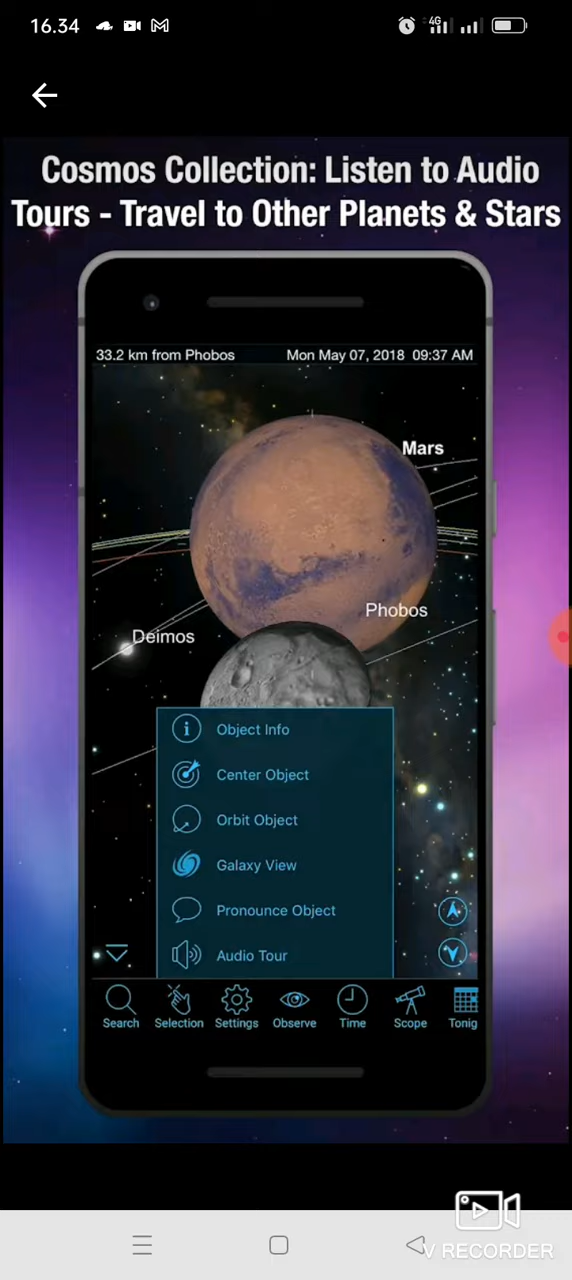 16.34
4G
Cosmos Collection: Listen to Audio
Tours - Travel to Other Planets & Stars
33.2 km from Phobos Mon May 07, 2018 09:37 AM
Mars
Phobos
Deimos
Object Info
Center Object
Orbit Object
Galaxy View
Pronounce Object
Audio Tour
Search Selection Settings Observe Time Scope Tonig
V RECORDER